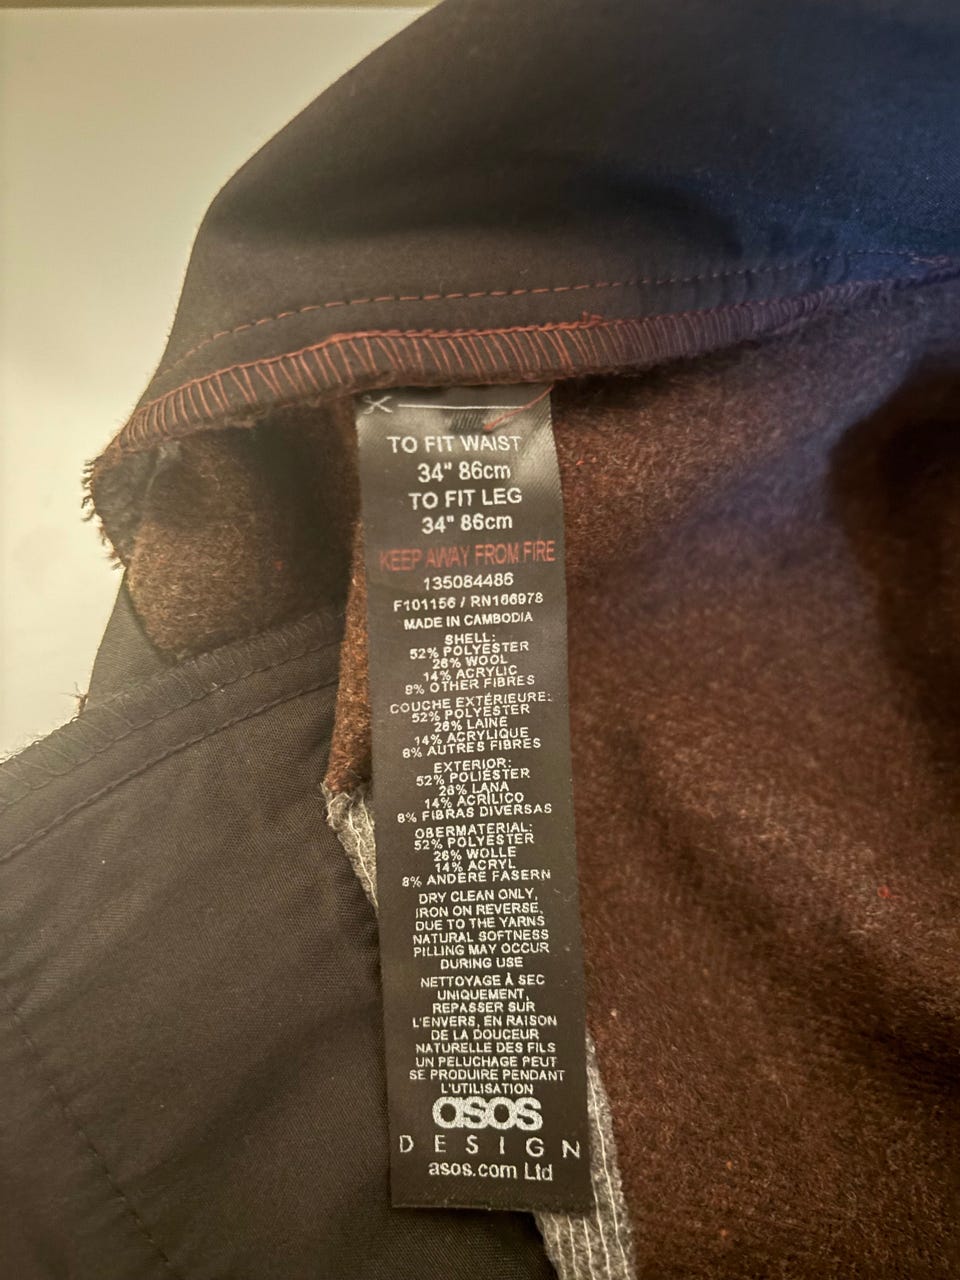 TO FIT WAIST
34" 86cm
TO FIT LEG
34" 86cm
KEEP AWAY FROM FIRE
135084486
F101156 / RN166978
MADE IN CAMBODIA
SHELL:
52% POLYESTER
26% WOOL
14% ACRYLIC
8% OTHER FIBRES
COUCHE EXTÉRIEURE:
52% POLYESTER
26% LAINE
14% ACRYLIQUE
8% AUTRES FIBRES
EXTERIOR:
52% POLIÉSTER
26% LANA
14% ACRÍLICO
8% FIBRAS DIVERSAS
OBERMATERIAL:
52% POLYESTER
26% WOLLE
14% ACRYL
8% ANDERE FASERN
DRY CLEAN ONLY,
IRON ON REVERSE,
DUE TO THE YARNS
NATURAL SOFTNESS
PILLING MAY OCCUR
DURING USE
NETTOYAGE À SEC
UNIQUEMENT,
REPASSER SUR
L'ENVERS, EN RAISON
DE LA DOUCEUR
NATURELLE DES FILS
UN PELUCHAGE PEUT
SE PRODUIRE PENDANT
L'UTILISATION
asos
DESIGN
asos.com Ltd